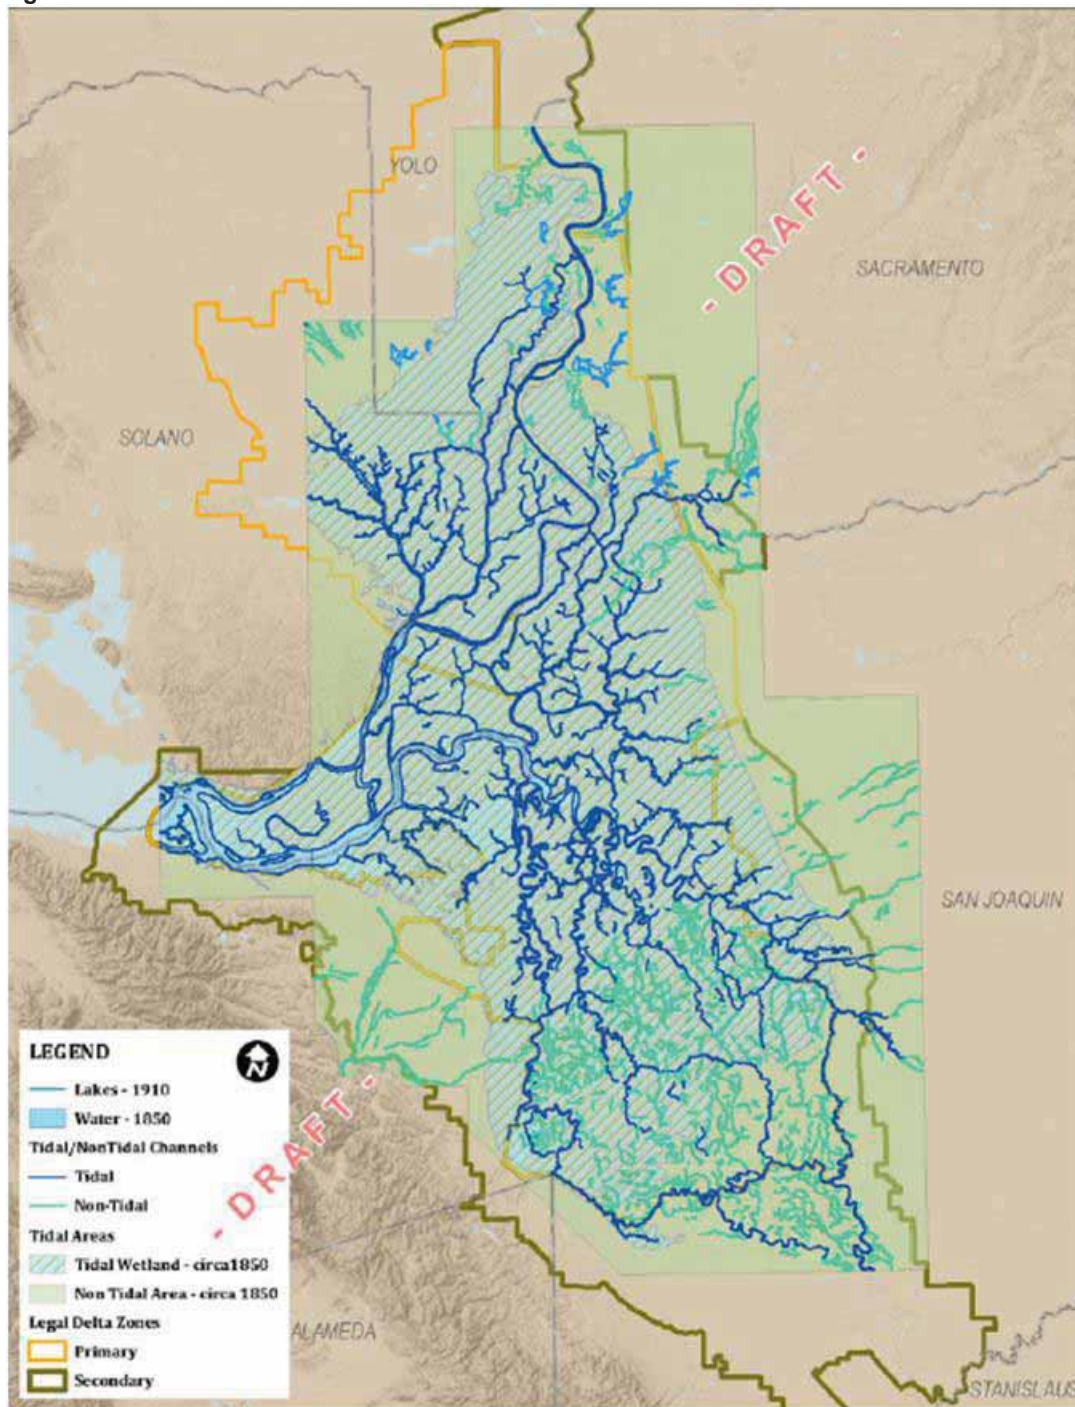 YOLO
- DRAFT -
SACRAMENTO
SOLANO
SAN JOAQUIN
LEGEND
N
Lakes - 1910
Water - 1850
Tidal/NonTidal Channels
Tidal
Non-Tidal
Tidal Areas
Tidal Wetland - circa1850
Non Tidal Area - circa 1850
Legal Delta Zones
Primary
Secondary
- DRAFT -
ALAMEDA
STANISLAUS